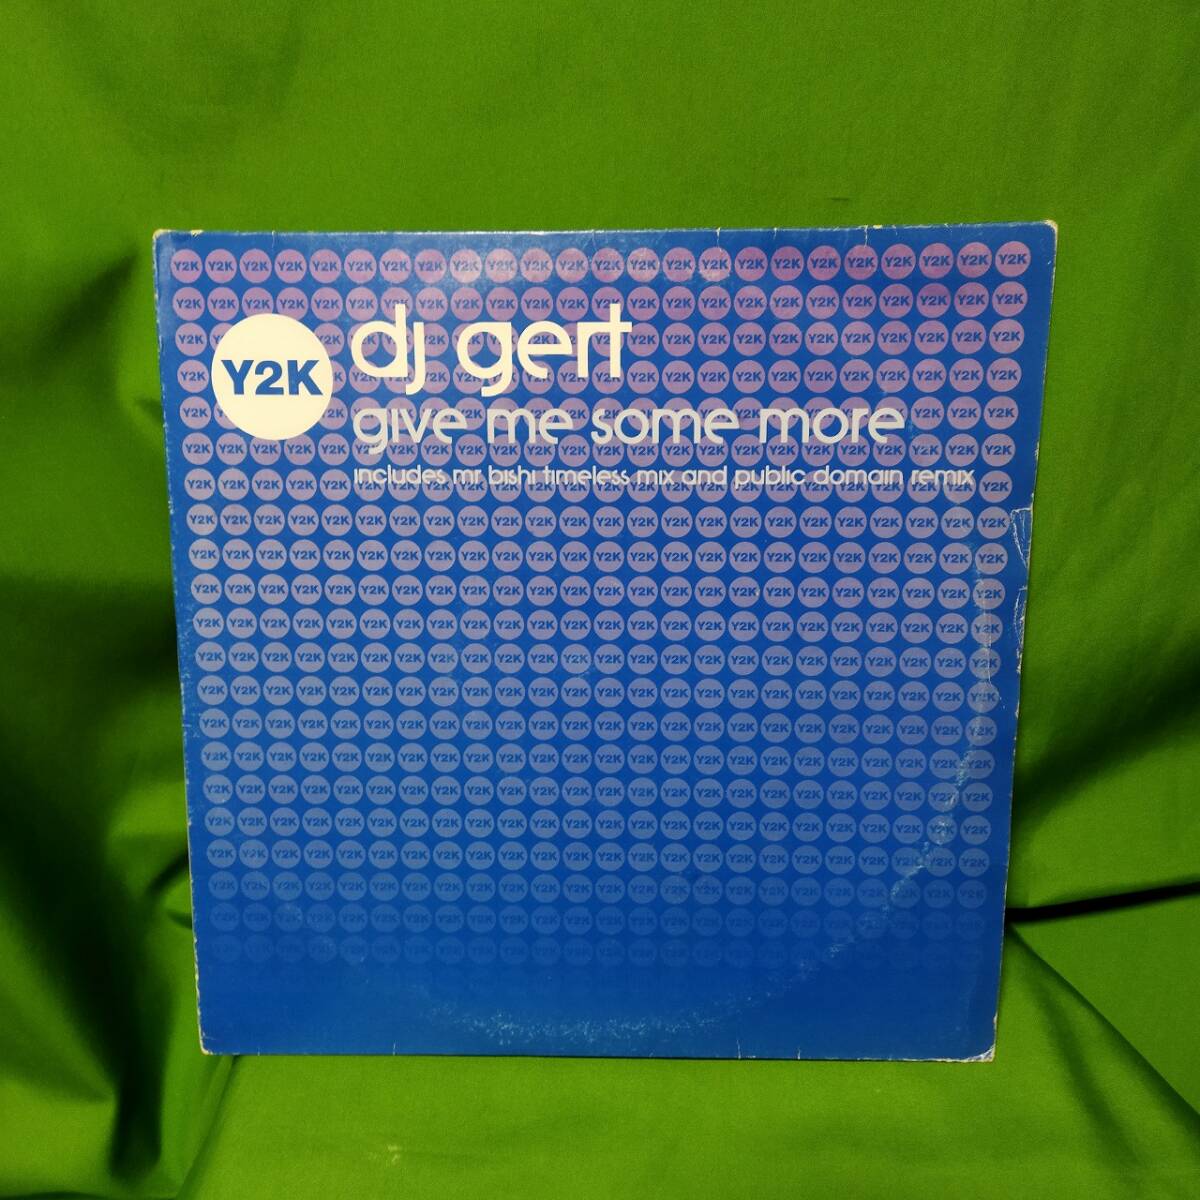 Y2K
dj gert
give me some more
includes mr bishi timeless mix and public domain remix